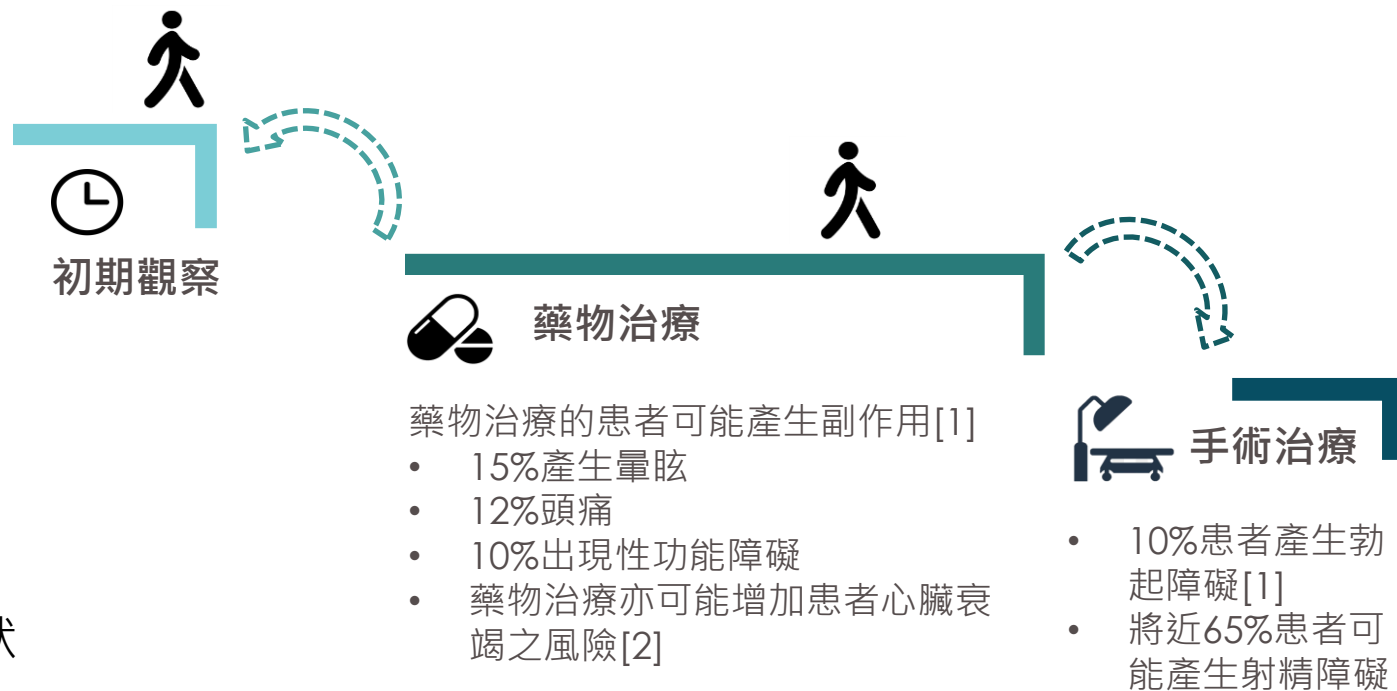 初期觀察
藥物治療
藥物治療的患者可能產生副作用[1]
• 15%產生暈眩
• 12%頭痛
• 10%出現性功能障礙
• 藥物治療亦可能增加患者心臟衰
竭之風險[2]
手術治療
• 10%患者產生勃
起障礙[1]
• 將近65%患者可
能產生射精障礙
狀